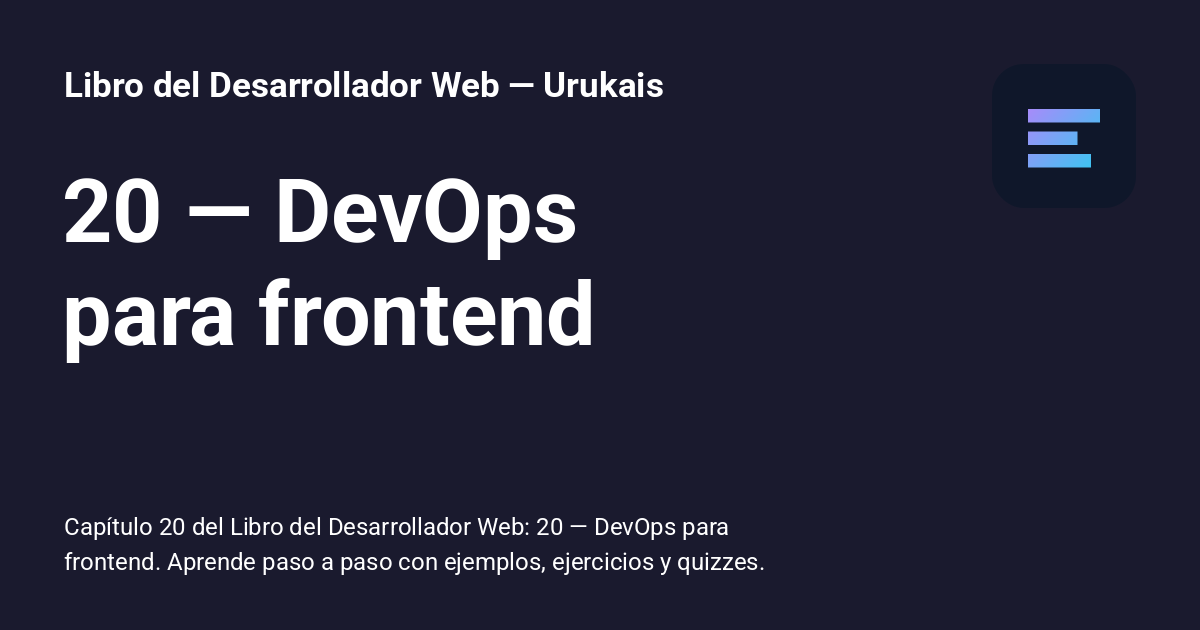 Libro del Desarrollador Web — Urukais
20 — DevOps
para frontend
Capítulo 20 del Libro del Desarrollador Web: 20 — DevOps para
frontend. Aprende paso a paso con ejemplos, ejercicios y quizzes.